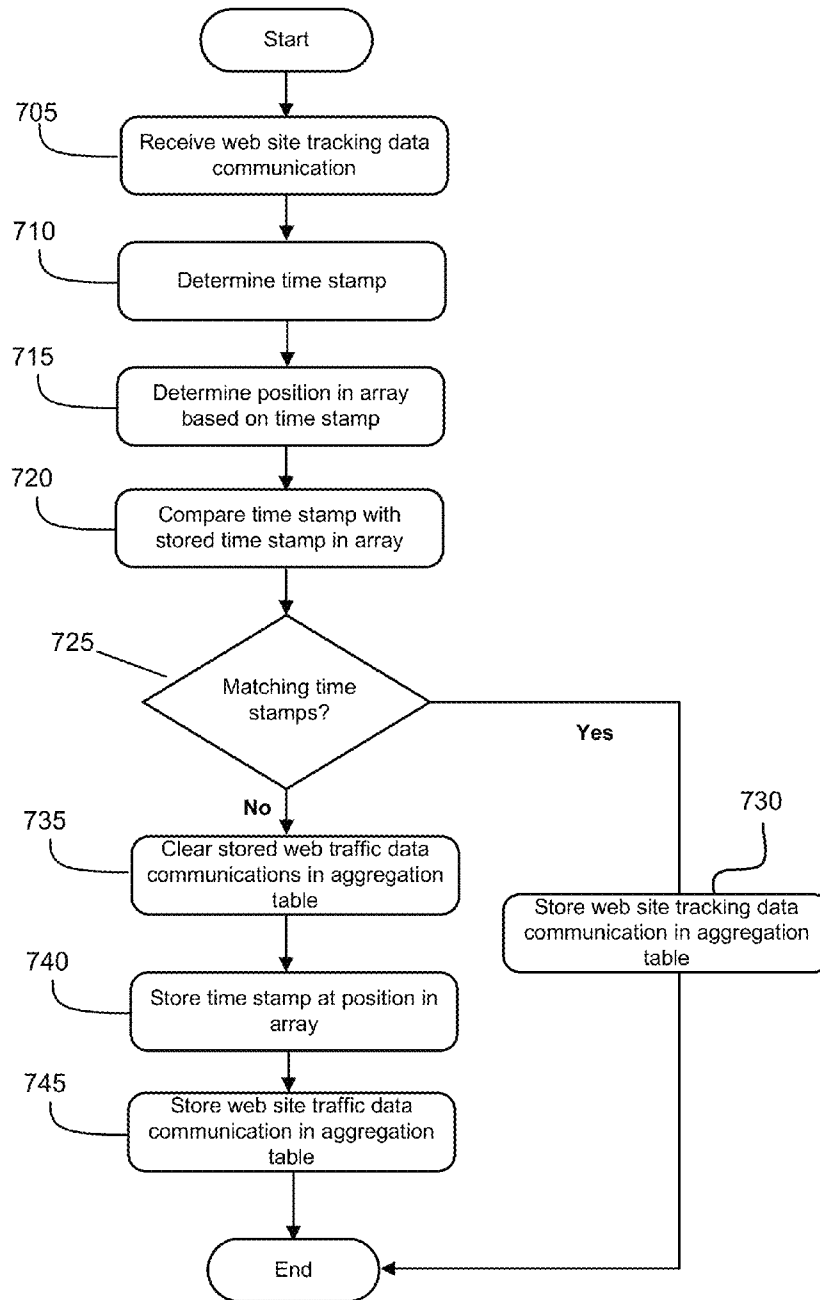 Start
705
Receive web site tracking data
communication
710
Determine time stamp
715
Determine position in array
based on time stamp
720
Compare time stamp with
stored time stamp in array
725
Matching time
stamps?
Yes
No
730
735
Clear stored web traffic data
communications in aggregation
table
Store web site tracking data
communication in aggregation
table
740
Store time stamp at position in
array
745
Store web site traffic data
communication in aggregation
table
End